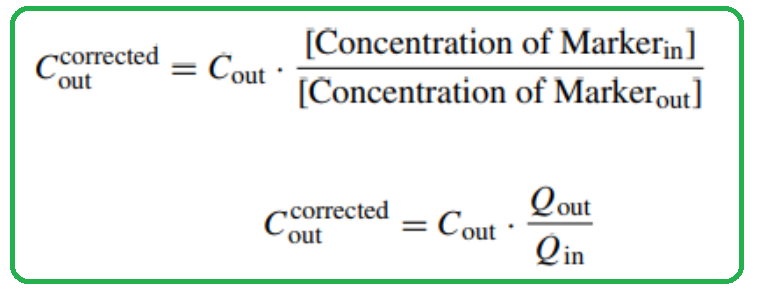 C_out^corrected = C_out · [Concentration of Marker_in] / [Concentration of Marker_out]
C_out^corrected = C_out · Q_out / Q_in